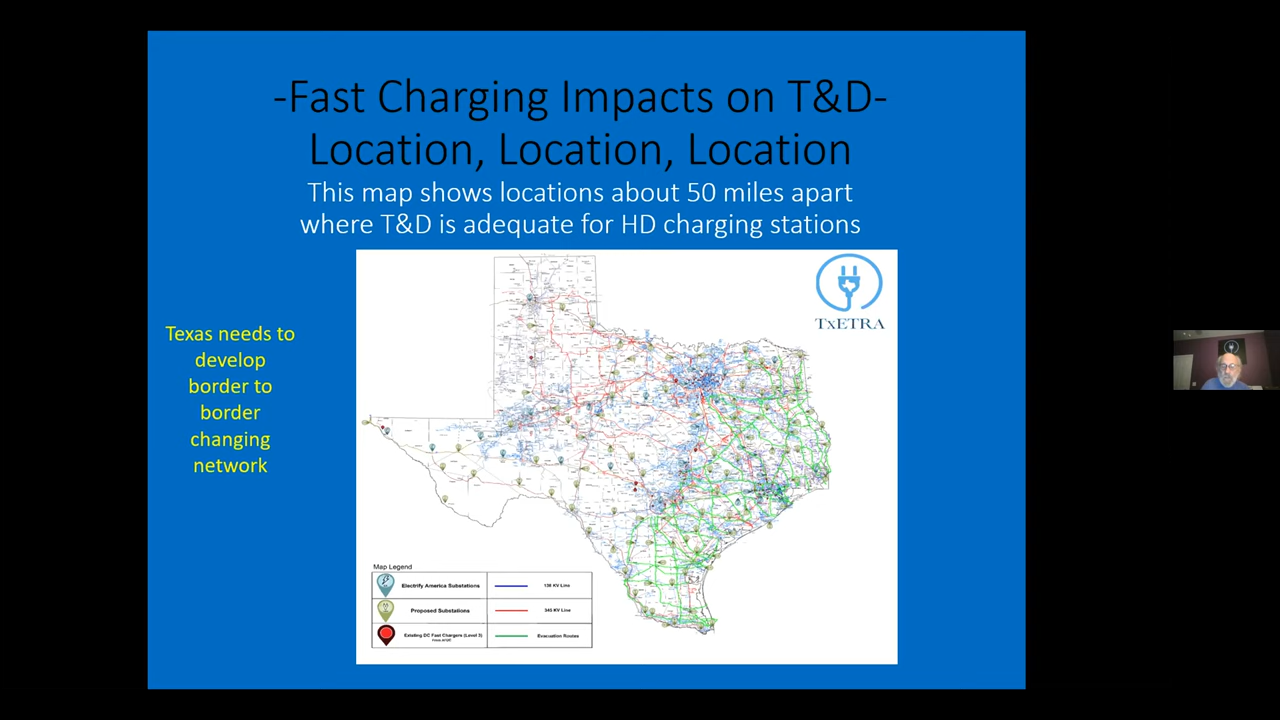 -Fast Charging Impacts on T&D-
Location, Location, Location
This map shows locations about 50 miles apart
where T&D is adequate for HD charging stations
Texas needs to
develop
border to
border
changing
network
TxETRA
Map Legend
Electrify America Substations
138 KV Line
Proposed Substations
345 KV Line
Existing DC Fast Chargers (Level 3)
Evacuation Routes